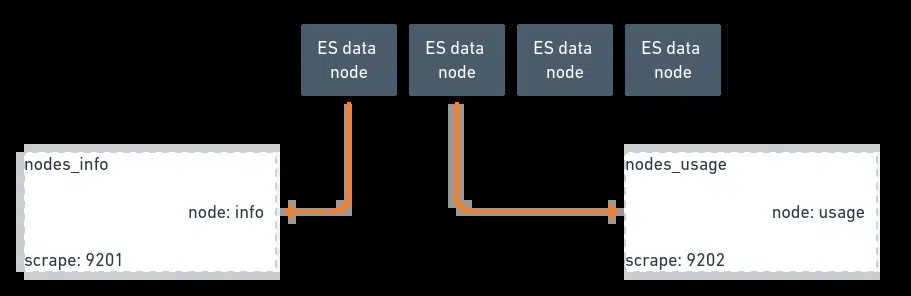 ES data
node
ES data
node
ES data
node
ES data
node
nodes_info
node: info
scrape: 9201
nodes_usage
node: usage
scrape: 9202